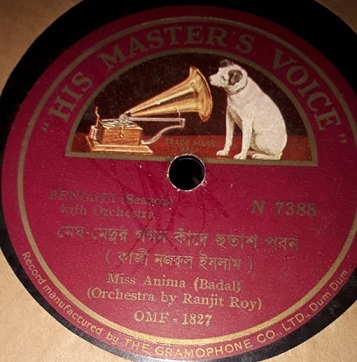 "HIS MASTER'S VOICE"
TRADE MARK
BENGALI (Season)
with Orchestra
N 7388
মেঘ-মেদুর গগন কাঁদে হুতাশ পবন
( কাজী নজরুল ইসলাম )
Miss Anima (Badal)
(Orchestra by Ranjit Roy)
OMF - 1827
Record manufactured by THE GRAMOPHONE CO., LTD. Dum Dum